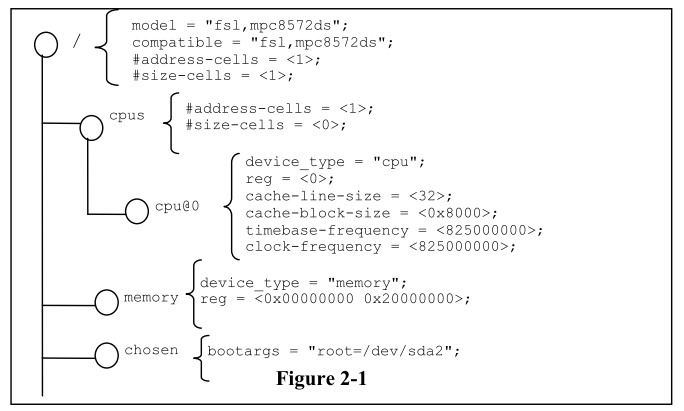 /
model = "fsl,mpc8572ds";
compatible = "fsl,mpc8572ds";
#address-cells = <1>;
#size-cells = <1>;
cpus
#address-cells = <1>;
#size-cells = <0>;
cpu@0
device_type = "cpu";
reg = <0>;
cache-line-size = <32>;
cache-block-size = <0x8000>;
timebase-frequency = <825000000>;
clock-frequency = <825000000>;
memory
device_type = "memory";
reg = <0x00000000 0x20000000>;
chosen
bootargs = "root=/dev/sda2";
Figure 2-1